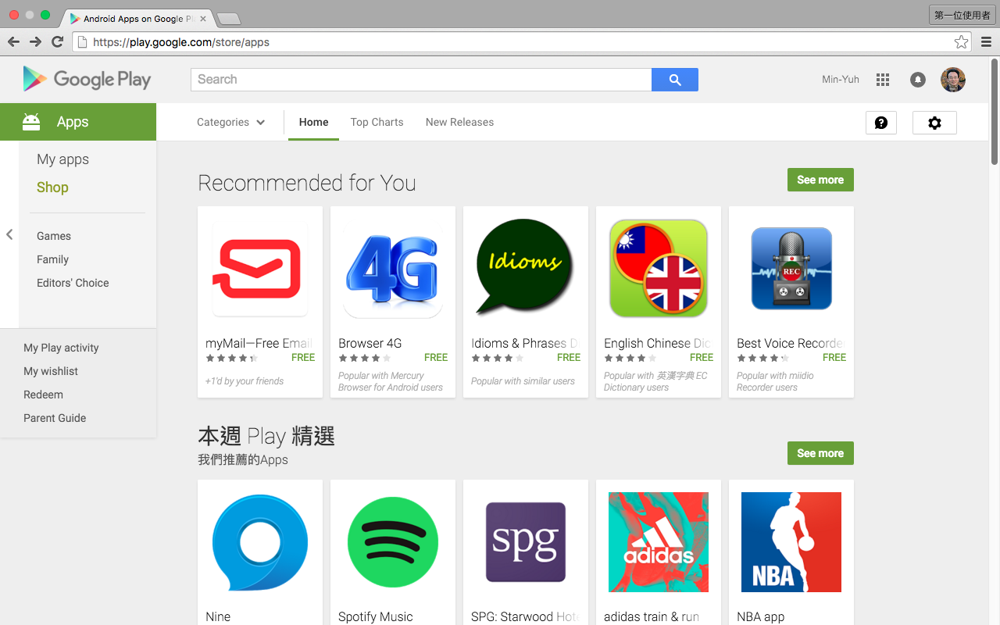 Android Apps on Google Pl
第一位使用者
https://play.google.com/store/apps
Google Play
Search
Min-Yuh
Apps
Categories
Home
Top Charts
New Releases
My apps
Shop
Games
Family
Editors' Choice
My Play activity
My wishlist
Redeem
Parent Guide
Recommended for You
See more
4G
Idioms
REC
myMail—Free Email
FREE
+1'd by your friends
Browser 4G
FREE
Popular with Mercury
Browser for Android users
Idioms & Phrases D
FREE
Popular with similar users
English Chinese Dic
FREE
Popular with 英漢字典 EC
Dictionary users
Best Voice Recorder
FREE
Popular with miidio
Recorder users
本週 Play 精選
我們推薦的Apps
See more
spg
adidas
NBA
Nine
Spotify Music
SPG: Starwood Hote
adidas train & run
NBA app